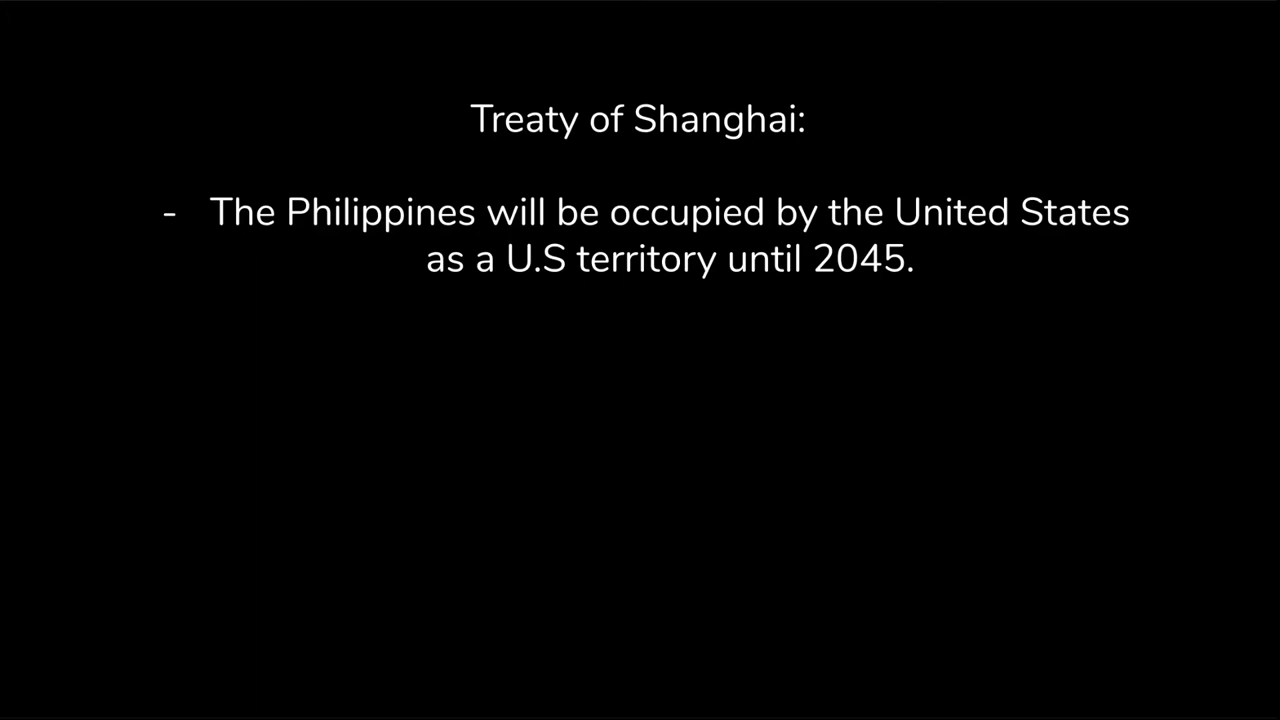 Treaty of Shanghai:
- The Philippines will be occupied by the United States
as a U.S territory until 2045.